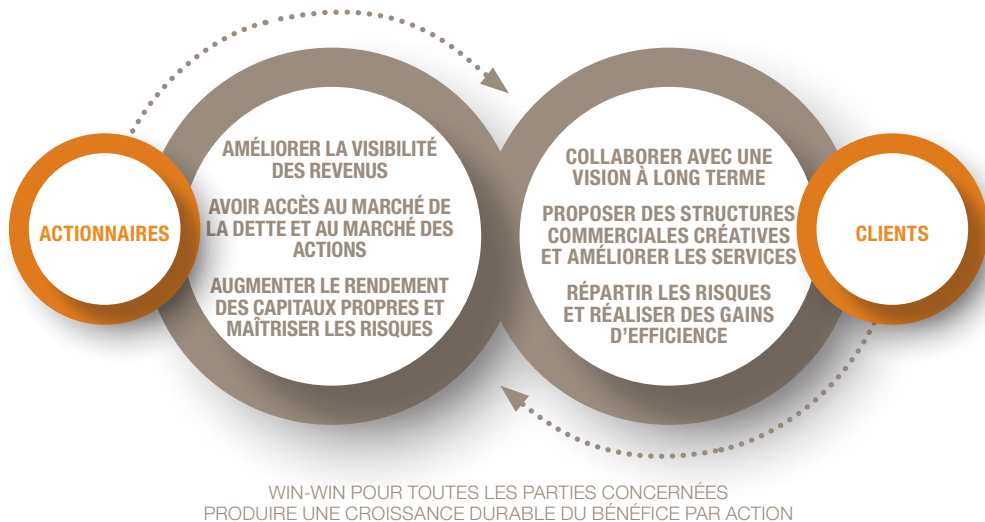 ACTIONNAIRES
AMÉLIORER LA VISIBILITÉ
DES REVENUS
AVOIR ACCÈS AU MARCHÉ DE
LA DETTE ET AU MARCHÉ DES
ACTIONS
AUGMENTER LE RENDEMENT
DES CAPITAUX PROPRES ET
MAÎTRISER LES RISQUES
COLLABORER AVEC UNE
VISION À LONG TERME
PROPOSER DES STRUCTURES
COMMERCIALES CRÉATIVES
ET AMÉLIORER LES SERVICES
RÉPARTIR LES RISQUES
ET RÉALISER DES GAINS
D’EFFICIENCE
CLIENTS
WIN-WIN POUR TOUTES LES PARTIES CONCERNÉES
PRODUIRE UNE CROISSANCE DURABLE DU BÉNÉFICE PAR ACTION